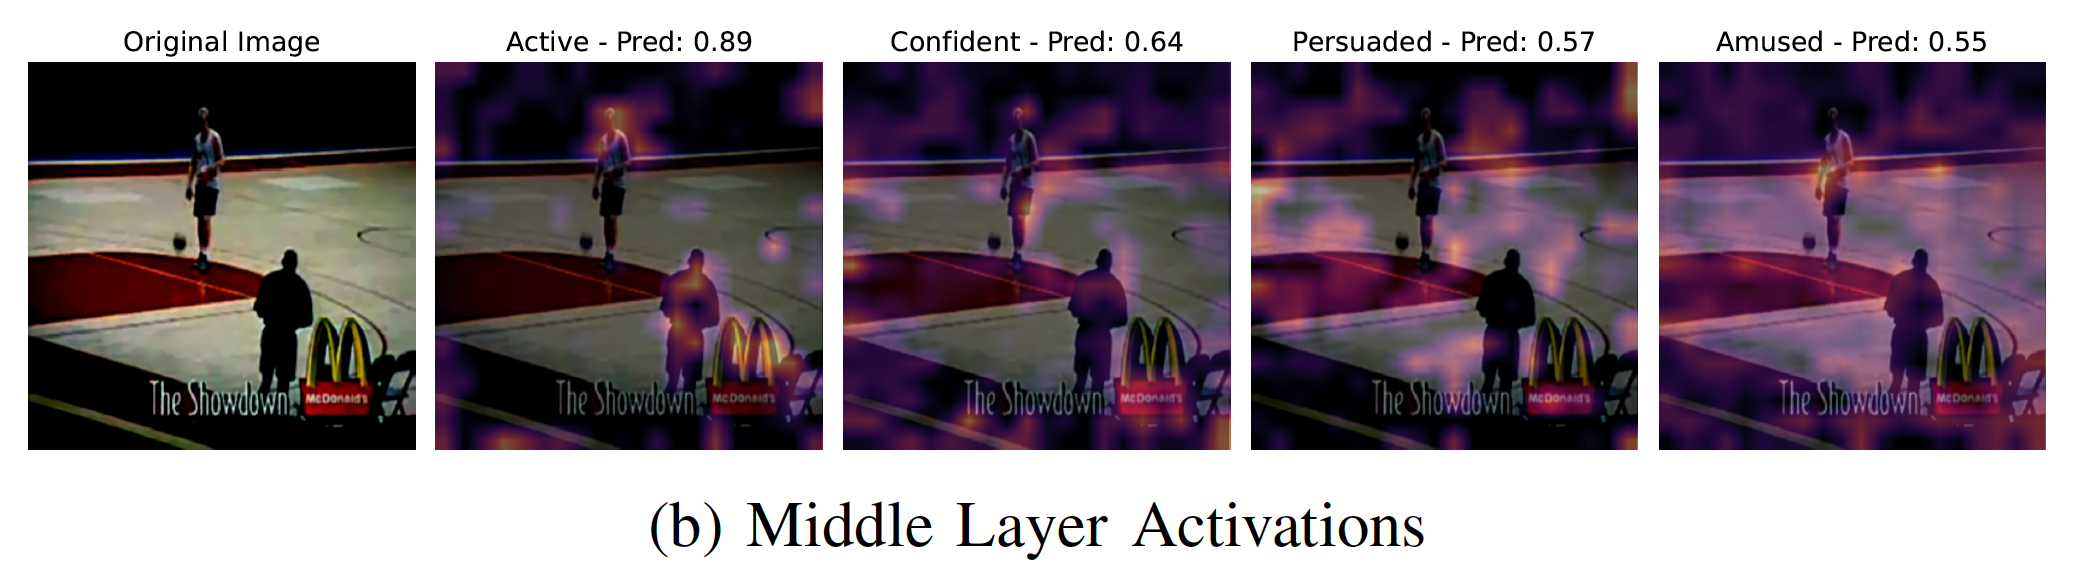 Original Image
Active - Pred: 0.89
Confident - Pred: 0.64
Persuaded - Pred: 0.57
Amused - Pred: 0.55
The Showdown
McDonald's
The Showdown
McDonald's
The Showdown
McDonald's
The Showdown
McDonald's
The Showdown
McDonald's
(b) Middle Layer Activations